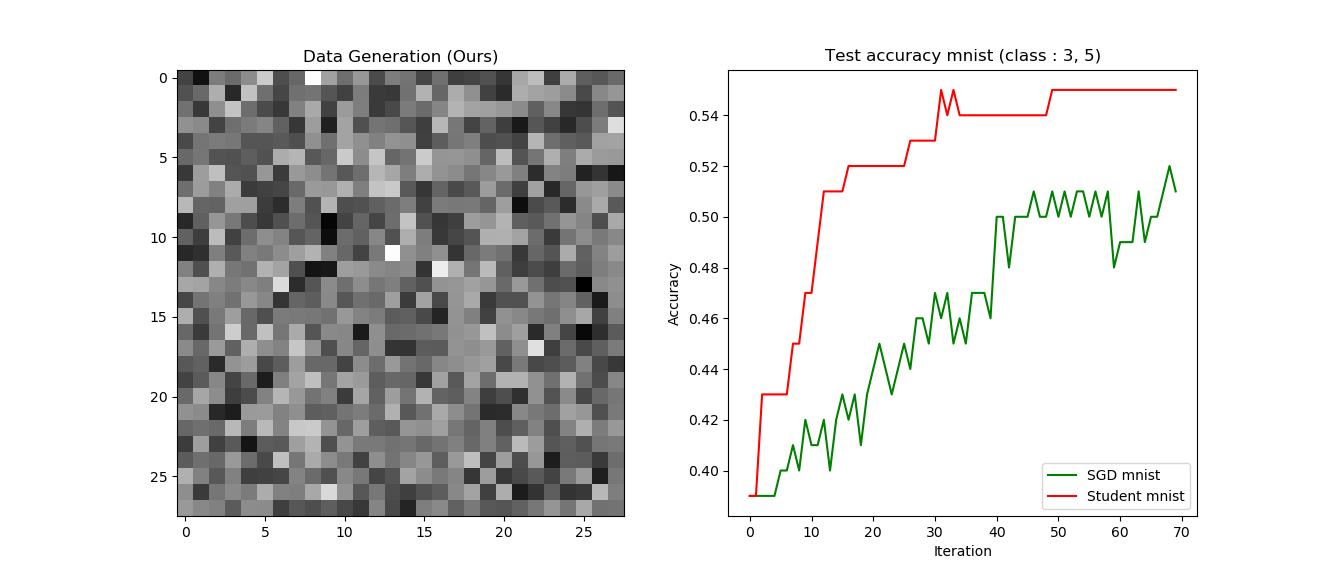 Data Generation (Ours)
0
5
10
15
20
25
0 5 10 15 20 25
Test accuracy mnist (class : 3, 5)
Accuracy
0.54
0.52
0.50
0.48
0.46
0.44
0.42
0.40
SGD mnist
Student mnist
0 10 20 30 40 50 60 70
Iteration